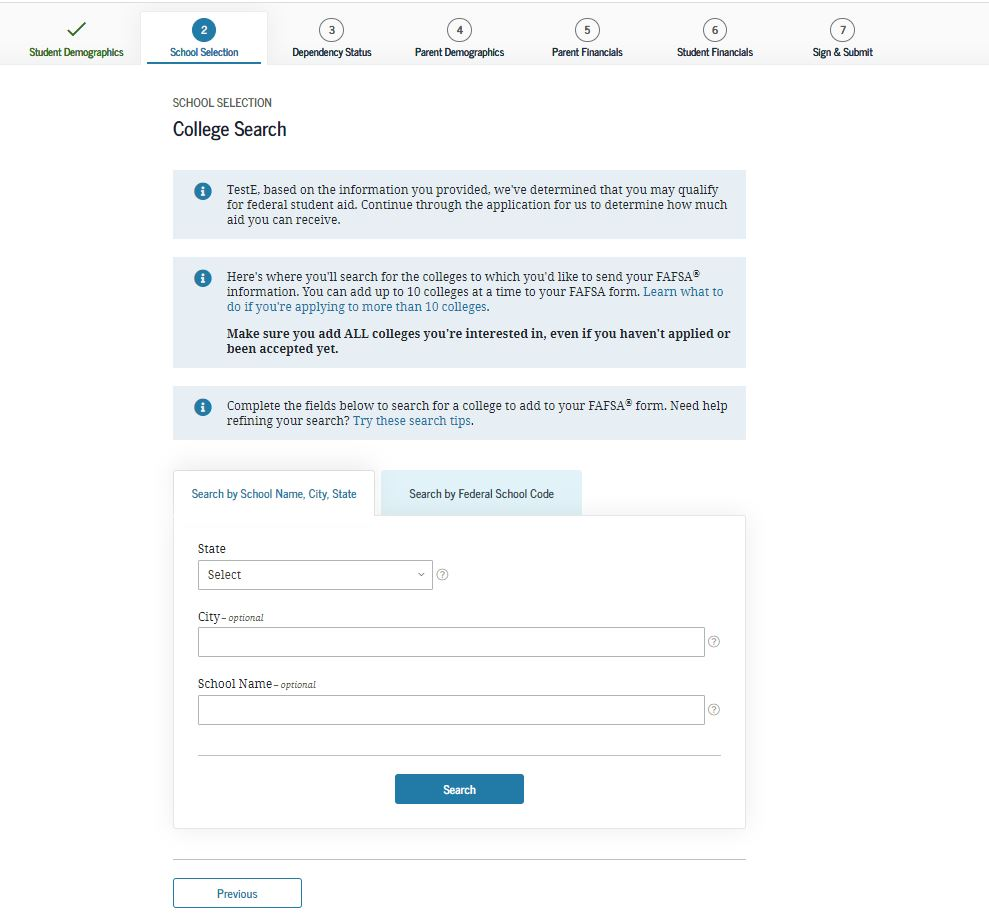 2 3 4 5 6 7
Student Demographics School Selection Dependency Status Parent Demographics Parent Financials Student Financials Sign & Submit
SCHOOL SELECTION
College Search
TestE, based on the information you provided, we've determined that you may qualify
for federal student aid. Continue through the application for us to determine how much
aid you can receive.
Here's where you'll search for the colleges to which you'd like to send your FAFSA®
information. You can add up to 10 colleges at a time to your FAFSA form. Learn what to
do if you're applying to more than 10 colleges.
Make sure you add ALL colleges you're interested in, even if you haven't applied or
been accepted yet.
Complete the fields below to search for a college to add to your FAFSA® form. Need help
refining your search? Try these search tips.
Search by School Name, City, State Search by Federal School Code
State
Select
City – optional
School Name – optional
Search
Previous